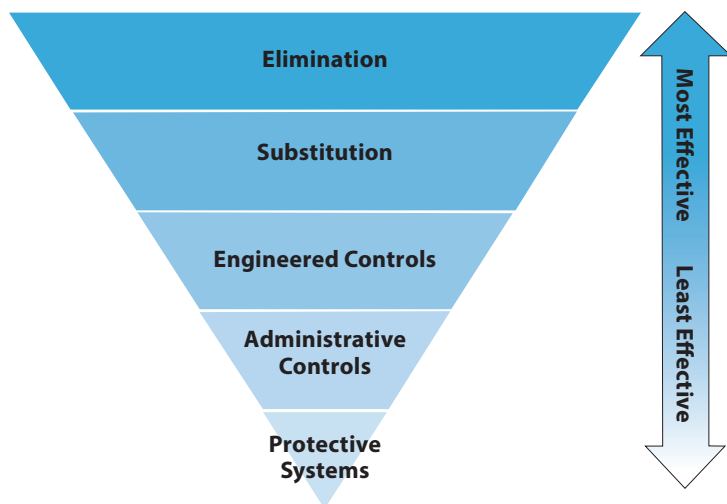 Elimination
Substitution
Engineered Controls
Administrative
Controls
Protective
Systems
Most Effective
Least Effective